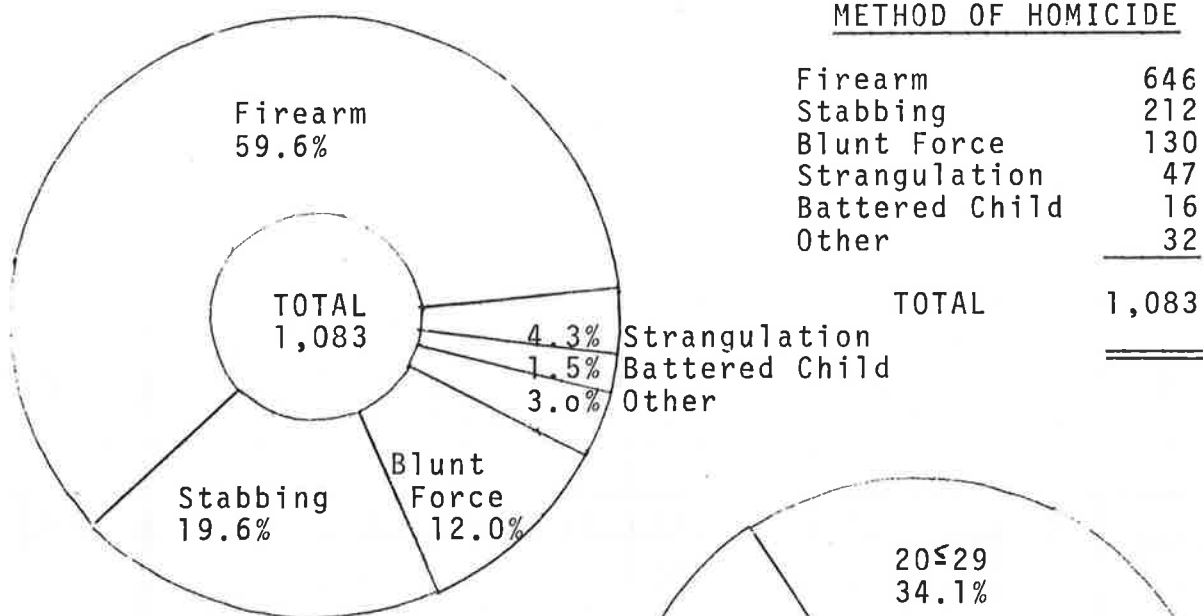 METHOD OF HOMICIDE
Firearm 646
Stabbing 212
Blunt Force 130
Strangulation 47
Battered Child 16
Other 32
TOTAL 1,083
Firearm
59.6%
TOTAL
1,083
4.3% Strangulation
1.5% Battered Child
3.o% Other
Blunt
Force
12.0%
Stabbing
19.6%
20≤29
34.1%